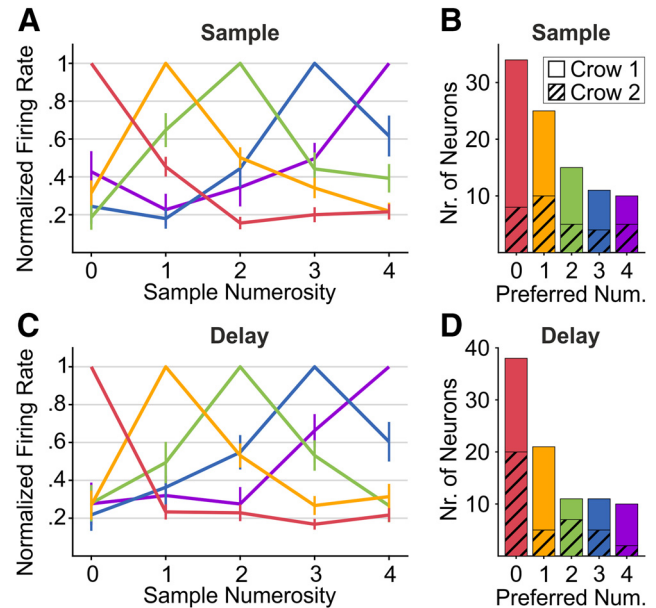 A
Sample
Normalized Firing Rate
1
.8
.6
.4
.2
0 1 2 3 4
Sample Numerosity
B
Sample
Nr. of Neurons
30
20
10
Crow 1
Crow 2
0 1 2 3 4
Preferred Num.
C
Delay
Normalized Firing Rate
1
.8
.6
.4
.2
0 1 2 3 4
Sample Numerosity
D
Delay
Nr. of Neurons
40
30
20
10
0 1 2 3 4
Preferred Num.